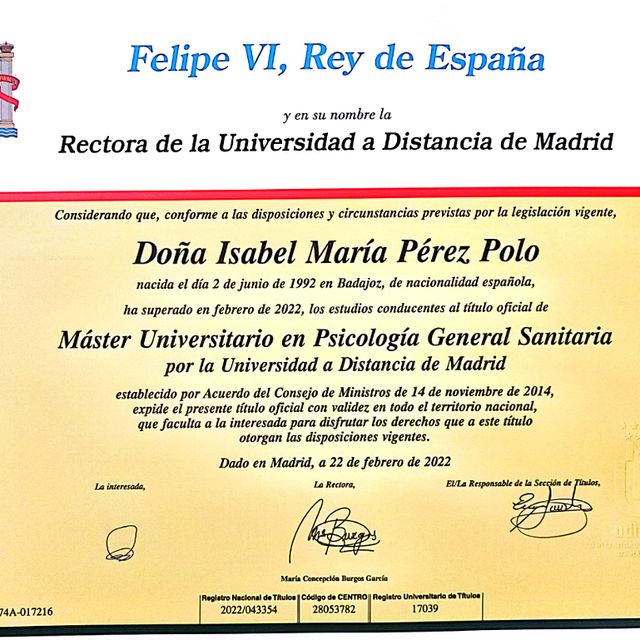 Felipe VI, Rey de España
y en su nombre la
Rectora de la Universidad a Distancia de Madrid
Considerando que, conforme a las disposiciones y circunstancias previstas por la legislación vigente,
Doña Isabel María Pérez Polo
nacida el día 2 de junio de 1992 en Badajoz, de nacionalidad española,
ha superado en febrero de 2022, los estudios conducentes al título oficial de
Máster Universitario en Psicología General Sanitaria
por la Universidad a Distancia de Madrid
establecido por Acuerdo del Consejo de Ministros de 14 de noviembre de 2014,
expide el presente título oficial con validez en todo el territorio nacional,
que faculta a la interesada para disfrutar los derechos que a este título
otorgan las disposiciones vigentes.
Dado en Madrid, a 22 de febrero de 2022
La interesada, La Rectora, El/La Responsable de la Sección de Títulos,
María Concepción Burgos García
Registro Nacional de Títulos Código de CENTRO Registro Universitario de Títulos
74A-017216 2022/043354 28053782 17039